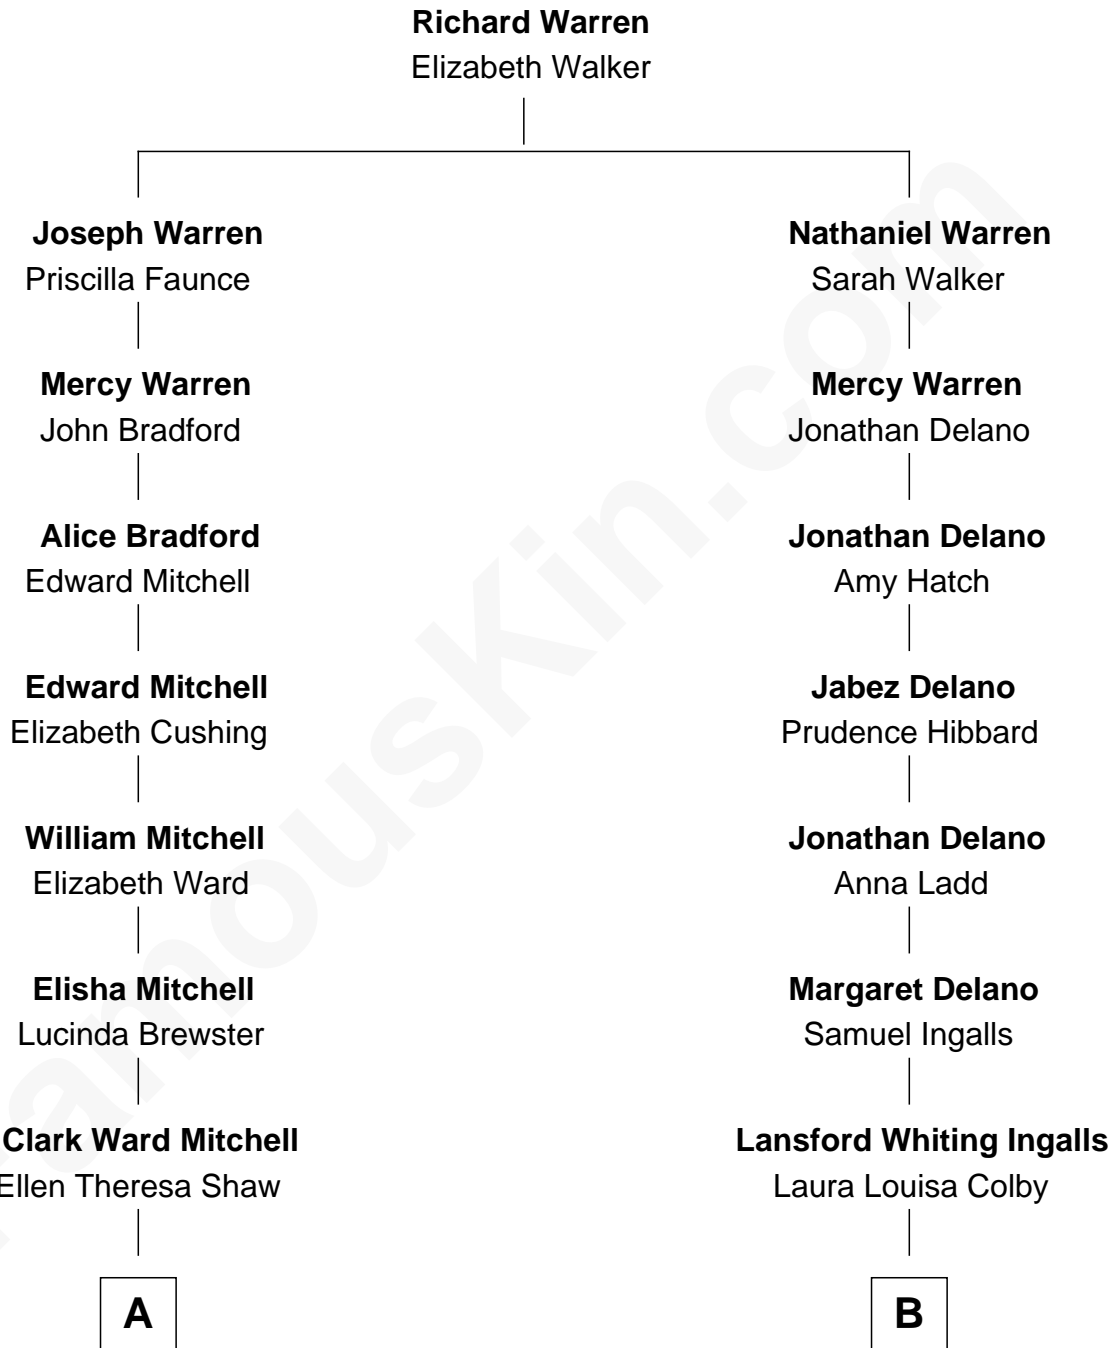 Richard Warren
Elizabeth Walker
Joseph Warren
Priscilla Faunce
Nathaniel Warren
Sarah Walker
Mercy Warren
John Bradford
Mercy Warren
Jonathan Delano
Alice Bradford
Edward Mitchell
Jonathan Delano
Amy Hatch
Edward Mitchell
Elizabeth Cushing
Jabez Delano
Prudence Hibbard
William Mitchell
Elizabeth Ward
Jonathan Delano
Anna Ladd
Elisha Mitchell
Lucinda Brewster
Margaret Delano
Samuel Ingalls
Clark Ward Mitchell
Ellen Theresa Shaw
Lansford Whiting Ingalls
Laura Louisa Colby
A
B
FamousKin.com